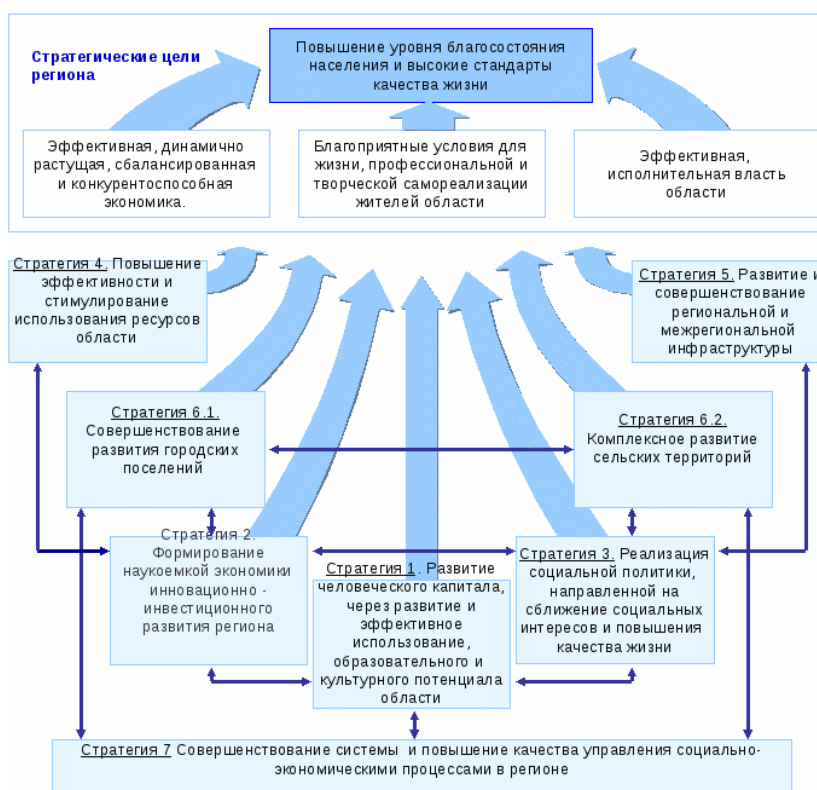 Стратегические цели
региона
Повышение уровня благосостояния
населения и высокие стандарты
качества жизни
Эффективная, динамично
растущая, сбалансированная
и конкурентоспособная
экономика.
Благоприятные условия для
жизни, профессиональной и
творческой самореализации
жителей области
Эффективная,
исполнительная власть
области
Стратегия 4. Повышение
эффективности и
стимулирование
использования ресурсов
области
Стратегия 5. Развитие и
совершенствование
региональной и
межрегиональной
инфраструктуры
Стратегия 6.1.
Совершенствование
развития городских
поселений
Стратегия 6.2.
Комплексное развитие
сельских территорий
Стратегия 2.
Формирование
наукоемкой экономики
инновационно -
инвестиционного
развития региона
Стратегия 1. Развитие
человеческого капитала,
через развитие и
эффективное
использование,
образовательного и
культурного потенциала
области
Стратегия 3. Реализация
социальной политики,
направленной на
сближение социальных
интересов и повышения
качества жизни
Стратегия 7 Совершенствование системы и повышение качества управления социально-
экономическими процессами в регионе